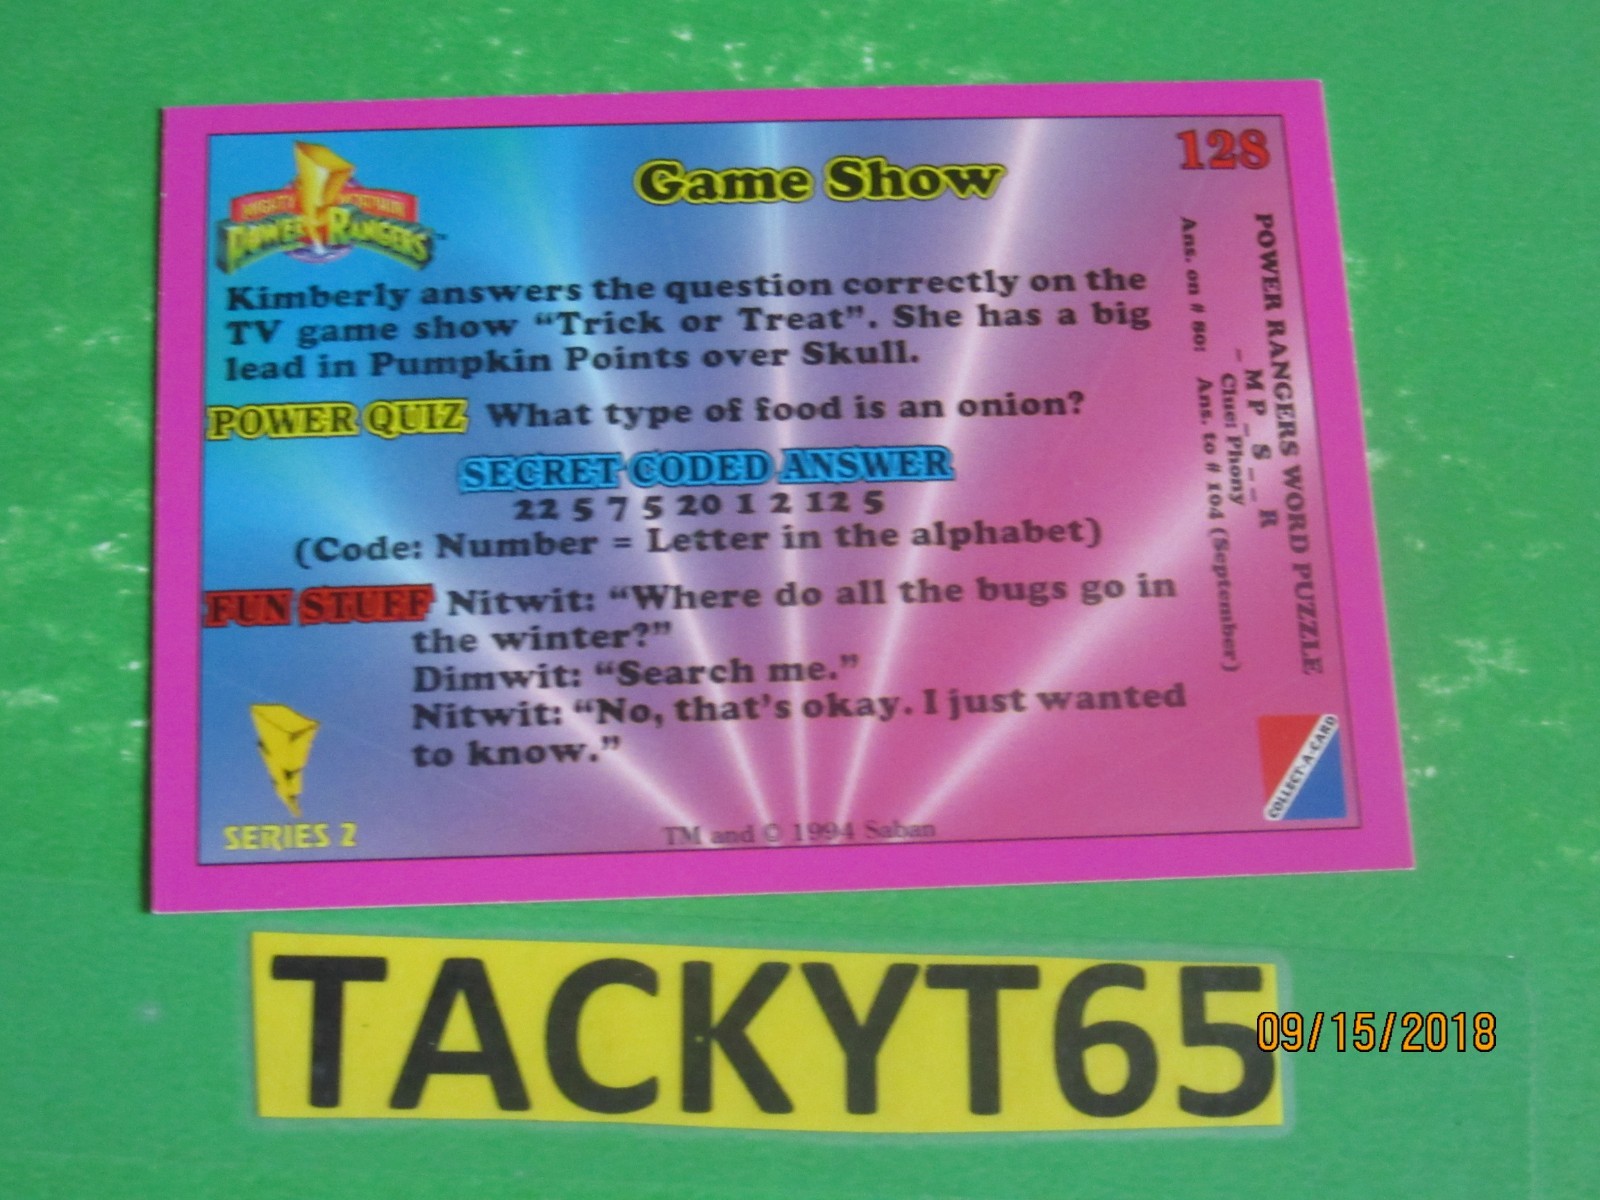 128
Game Show
MIGHTY MORPHIN
POWER RANGERS™
Kimberly answers the question correctly on the
TV game show “Trick or Treat”. She has a big
lead in Pumpkin Points over Skull.
POWER QUIZ What type of food is an onion?
SECRET CODED ANSWER
22 5 7 5 20 1 2 12 5
(Code: Number = Letter in the alphabet)
FUN STUFF Nitwit: “Where do all the bugs go in
the winter?”
Dimwit: “Search me.”
Nitwit: “No, that's okay. I just wanted
to know.”
SERIES 2
TM and © 1994 Saban
POWER RANGERS WORD PUZZLE
_ M P _ S _ _ R
Clue: Phony
Ans. on # 80: Ans. to # 104 (September)
COLLECT-A-CARD
TACKYT65
09/15/2018